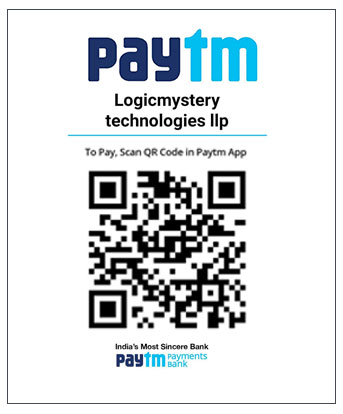 paytm
Logicmystery
technologies llp
To Pay, Scan QR Code in Paytm App
India's Most Sincere Bank
paytm payments
bank